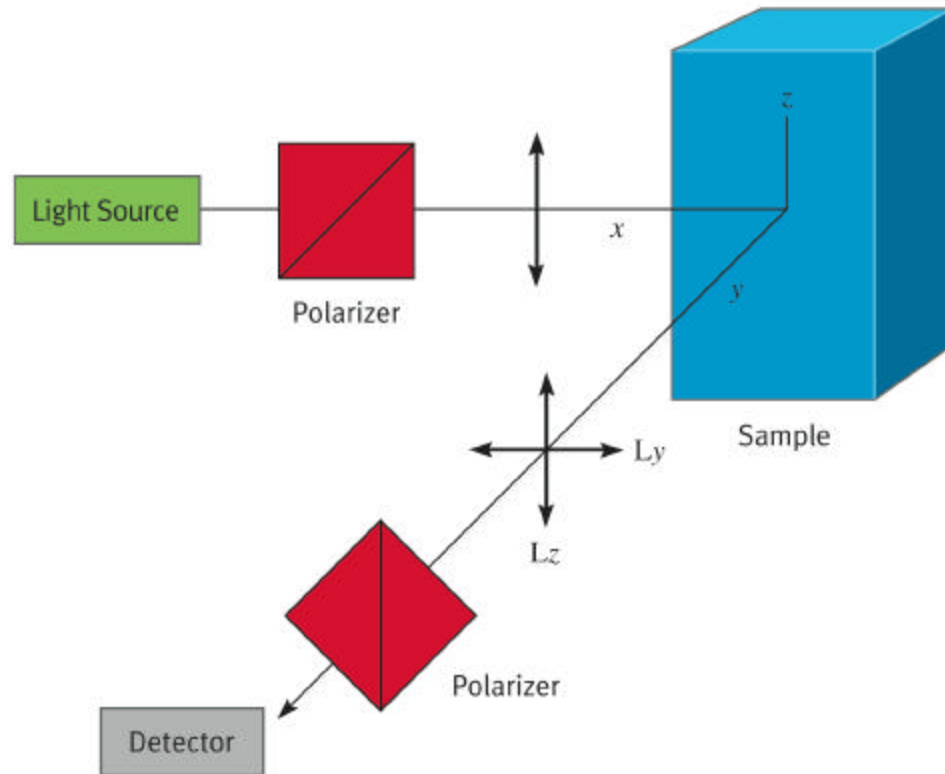 z
Light Source
x
Polarizer
y
Sample
Ly
Lz
Polarizer
Detector